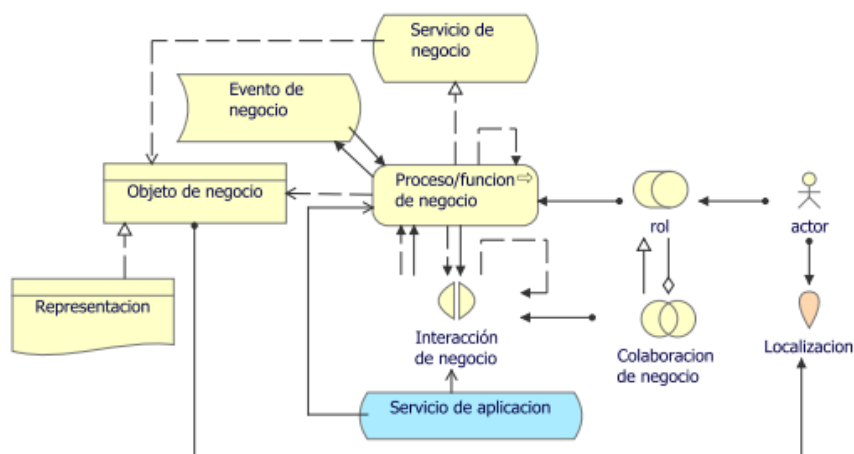 Servicio de
negocio
Evento de
negocio
Proceso/funcion
de negocio
Objeto de negocio
rol
actor
Representacion
Interacción
de negocio
Colaboracion
de negocio
Localizacion
Servicio de aplicacion